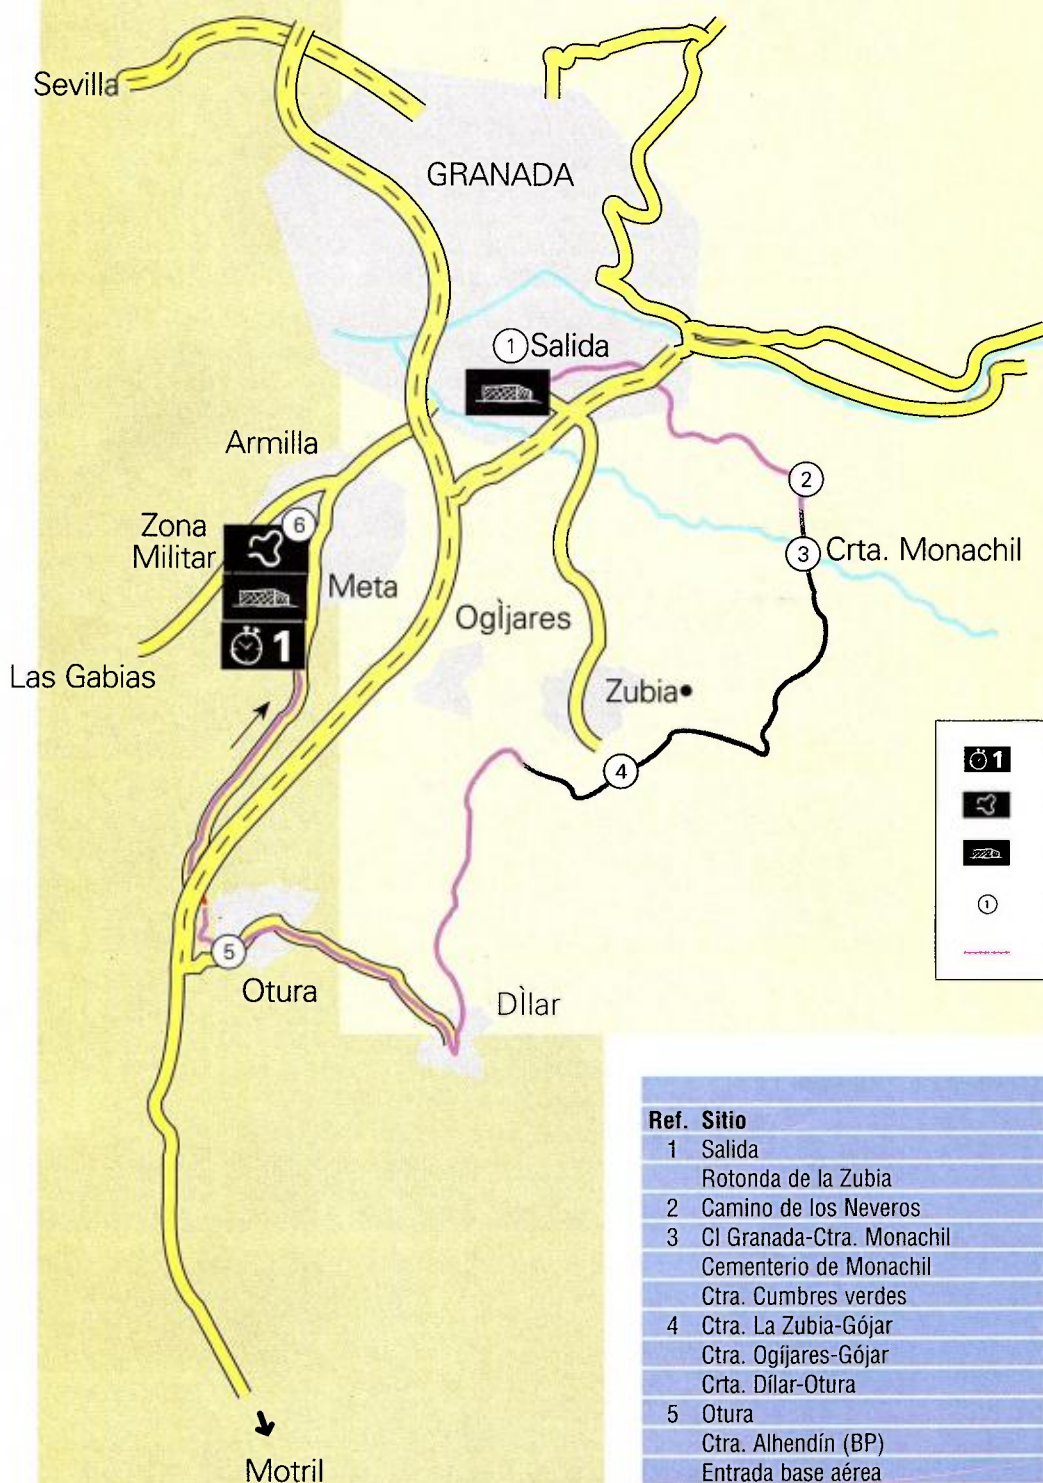 Sevilla
GRANADA
1 Salida
Armilla
2
6
Zona
Militar
3 Crta. Monachil
Meta
Ogìjares
1
Las Gabias
Zubia
1
4
1
5
Otura
Dìlar
Ref. Sitio
1 Salida
Rotonda de la Zubia
2 Camino de los Neveros
3 Cl Granada-Ctra. Monachil
Cementerio de Monachil
Ctra. Cumbres verdes
4 Ctra. La Zubia-Gójar
Ctra. Ogíjares-Gójar
Crta. Dílar-Otura
5 Otura
Ctra. Alhendín (BP)
Entrada base aérea
Motril